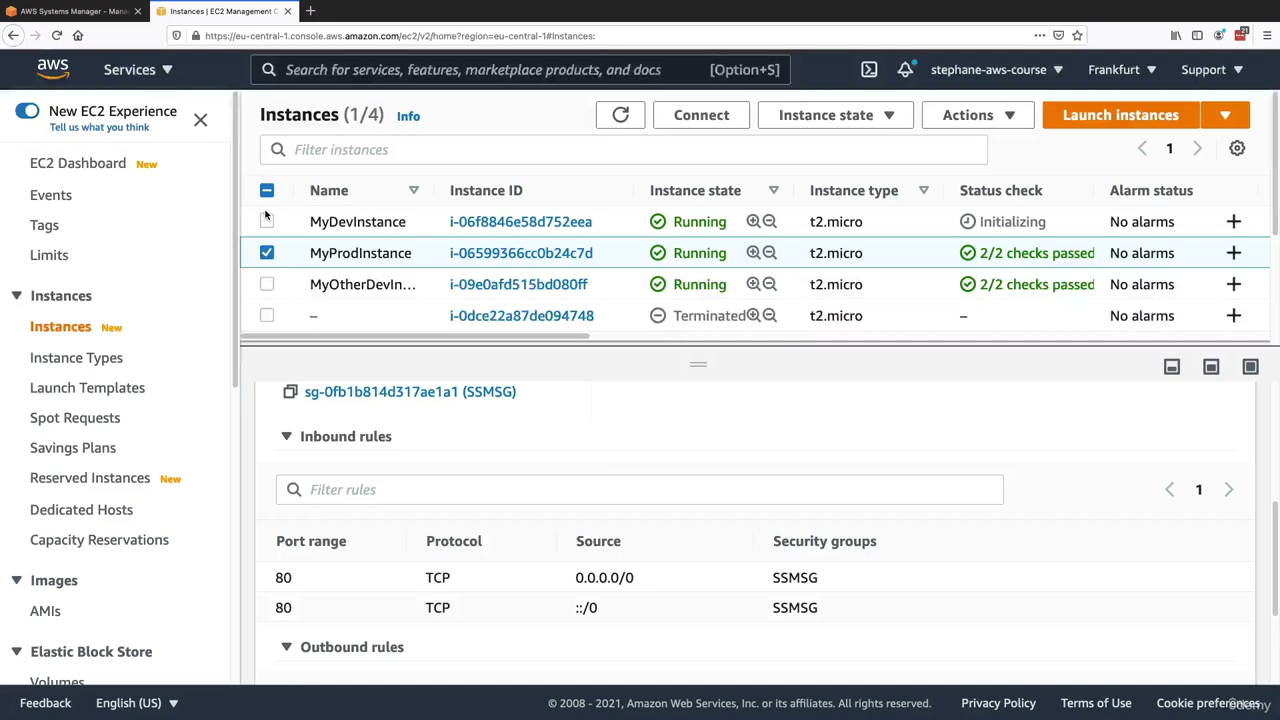 AWS Systems Manager - Mana
Instances | EC2 Management C
https://eu-central-1.console.aws.amazon.com/ec2/v2/home?region=eu-central-1#Instances:
aws
Services
Search for services, features, marketplace products, and docs
[Option+S]
stephane-aws-course
Frankfurt
Support
New EC2 Experience
Tell us what you think
EC2 Dashboard New
Events
Tags
Limits
Instances
Instances New
Instance Types
Launch Templates
Spot Requests
Savings Plans
Reserved Instances New
Dedicated Hosts
Capacity Reservations
Images
AMIs
Elastic Block Store
Volumes
Instances (1/4) Info
Connect
Instance state
Actions
Launch instances
Filter instances
1
Name Instance ID Instance state Instance type Status check Alarm status
MyDevInstance i-06f8846e58d752eea Running t2.micro Initializing No alarms +
MyProdInstance i-06599366cc0b24c7d Running t2.micro 2/2 checks passed No alarms +
MyOtherDevIn... i-09e0afd515bd080ff Running t2.micro 2/2 checks passed No alarms +
– i-0dce22a87de094748 Terminated t2.micro – No alarms +
sg-0fb1b814d317ae1a1 (SSMSG)
Inbound rules
Filter rules
1
Port range Protocol Source Security groups
80 TCP 0.0.0.0/0 SSMSG
80 TCP ::/0 SSMSG
Outbound rules
Feedback
English (US)
© 2008 - 2021, Amazon Web Services, Inc. or its affiliates. All rights reserved.
Privacy Policy
Terms of Use
Cookie preferences
Udemy